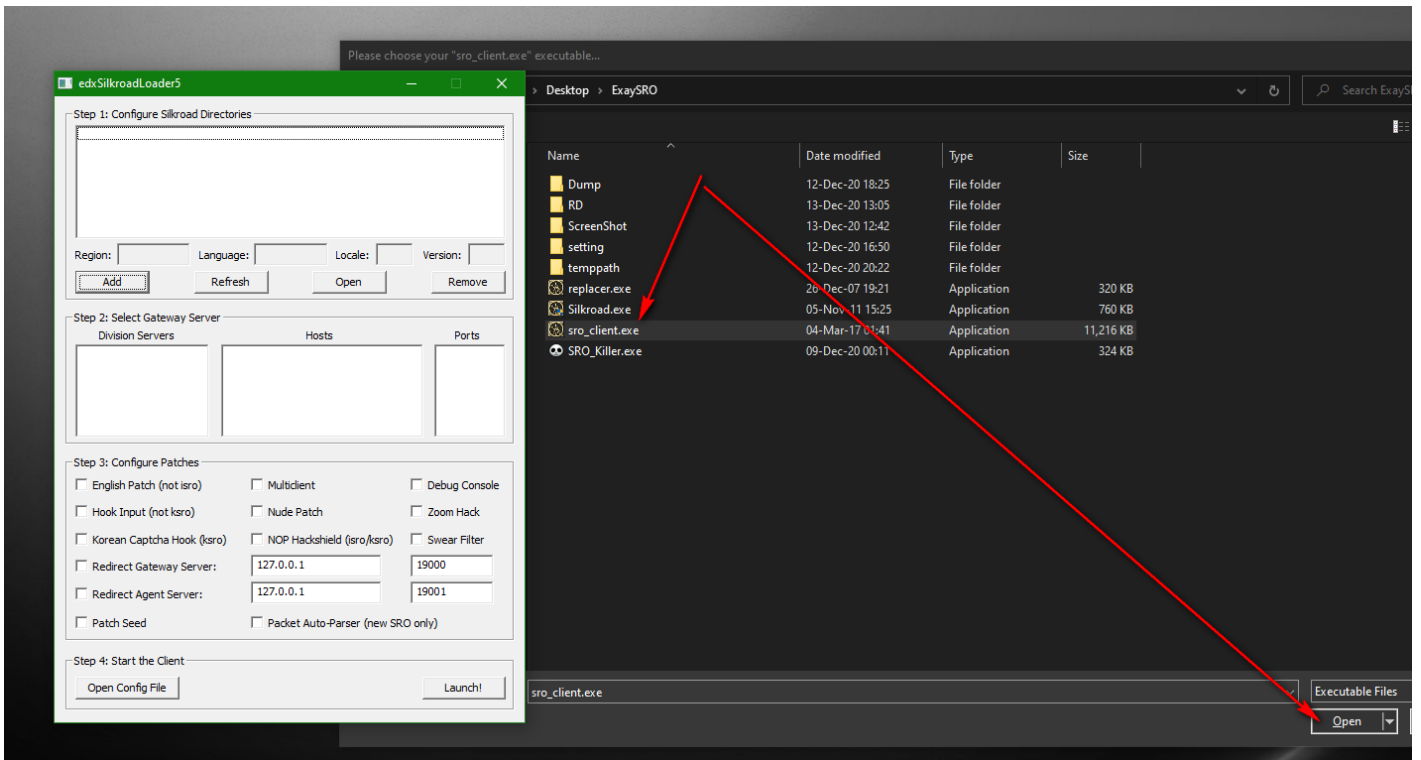 Please choose your "sro_client.exe" executable...
edxSilkroadLoader5
Desktop > ExaySRO
Search ExayS
Step 1: Configure Silkroad Directories
Region: Language: Locale: Version:
Add Refresh Open Remove
Step 2: Select Gateway Server
Division Servers Hosts Ports
Step 3: Configure Patches
English Patch (not isro) Multiclient Debug Console
Hook Input (not ksro) Nude Patch Zoom Hack
Korean Captcha Hook (ksro) NOP Hackshield (isro/ksro) Swear Filter
Redirect Gateway Server: 127.0.0.1 19000
Redirect Agent Server: 127.0.0.1 19001
Patch Seed Packet Auto-Parser (new SRO only)
Step 4: Start the Client
Open Config File Launch!
Name Date modified Type Size
Dump 12-Dec-20 18:25 File folder
RD 13-Dec-20 13:05 File folder
ScreenShot 13-Dec-20 12:42 File folder
setting 12-Dec-20 16:50 File folder
temppath 12-Dec-20 20:22 File folder
replacer.exe 26-Dec-07 19:21 Application 320 KB
Silkroad.exe 05-Nov-11 15:25 Application 760 KB
sro_client.exe 04-Mar-17 01:41 Application 11,216 KB
SRO_Killer.exe 09-Dec-20 00:11 Application 324 KB
sro_client.exe Executable Files
Open